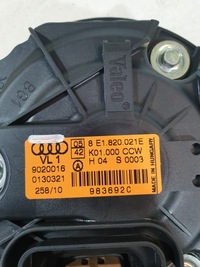 Valeo
VL 1
9020016
0130321
258/10
05
42
8 E1.820.021E
K01.000 CCW
H 04 S 0003
MADE IN HUNGARY
983692C